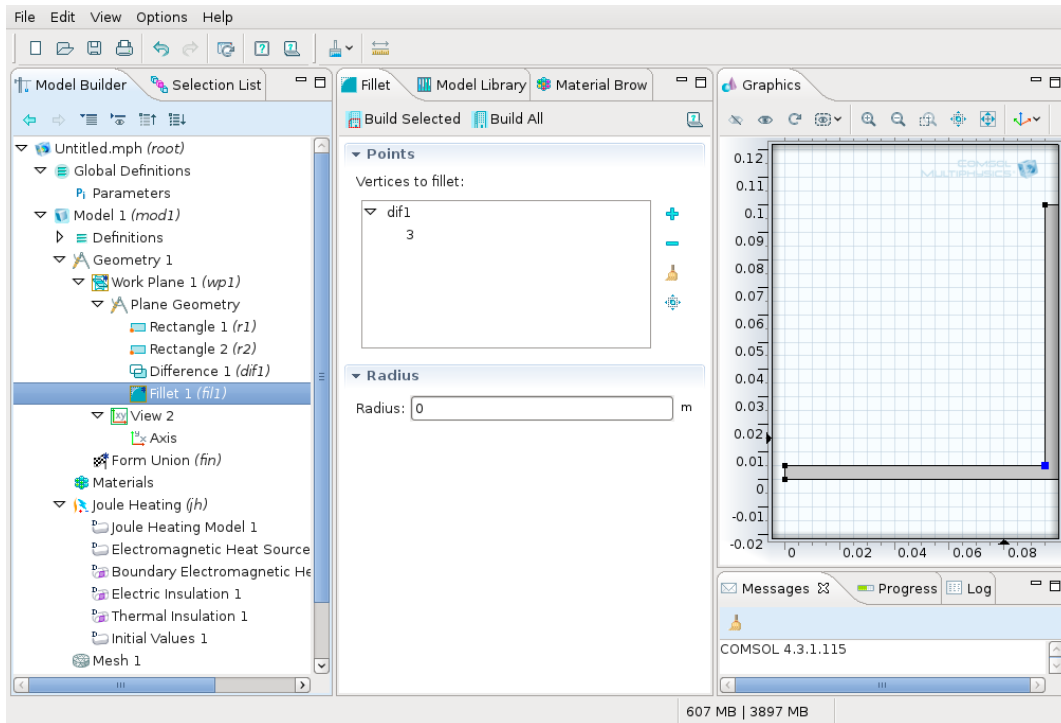 File Edit View Options Help
Model Builder Selection List
Untitled.mph (root)
Global Definitions
Pi Parameters
Model 1 (mod1)
Definitions
Geometry 1
Work Plane 1 (wp1)
Plane Geometry
Rectangle 1 (r1)
Rectangle 2 (r2)
Difference 1 (dif1)
Fillet 1 (fil1)
xy View 2
Axis
Form Union (fin)
Materials
Joule Heating (jh)
Joule Heating Model 1
Electromagnetic Heat Source
Boundary Electromagnetic He
Electric Insulation 1
Thermal Insulation 1
Initial Values 1
Mesh 1
Fillet Model Library Material Brow
Build Selected Build All
Points
Vertices to fillet:
dif1
3
Radius
Radius: 0 m
Graphics
COMSOL
MULTIPHYSICS
0.12
0.11
0.1
0.09
0.08
0.07
0.06
0.05
0.04
0.03
0.02
0.01
0
-0.01
-0.02
0 0.02 0.04 0.06 0.08
Messages Progress Log
COMSOL 4.3.1.115
607 MB | 3897 MB